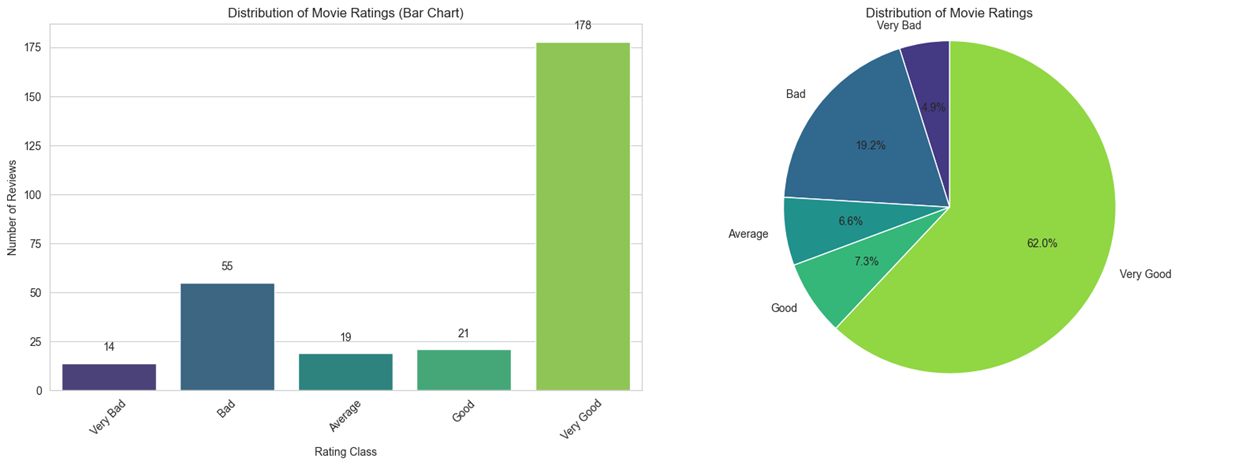 Distribution of Movie Ratings (Bar Chart)
Number of Reviews
175
150
125
100
75
50
25
0
14
55
19
21
178
Very Bad
Bad
Average
Good
Very Good
Rating Class
Distribution of Movie Ratings
Very Bad
4.9%
Bad
19.2%
Average
6.6%
Good
7.3%
Very Good
62.0%